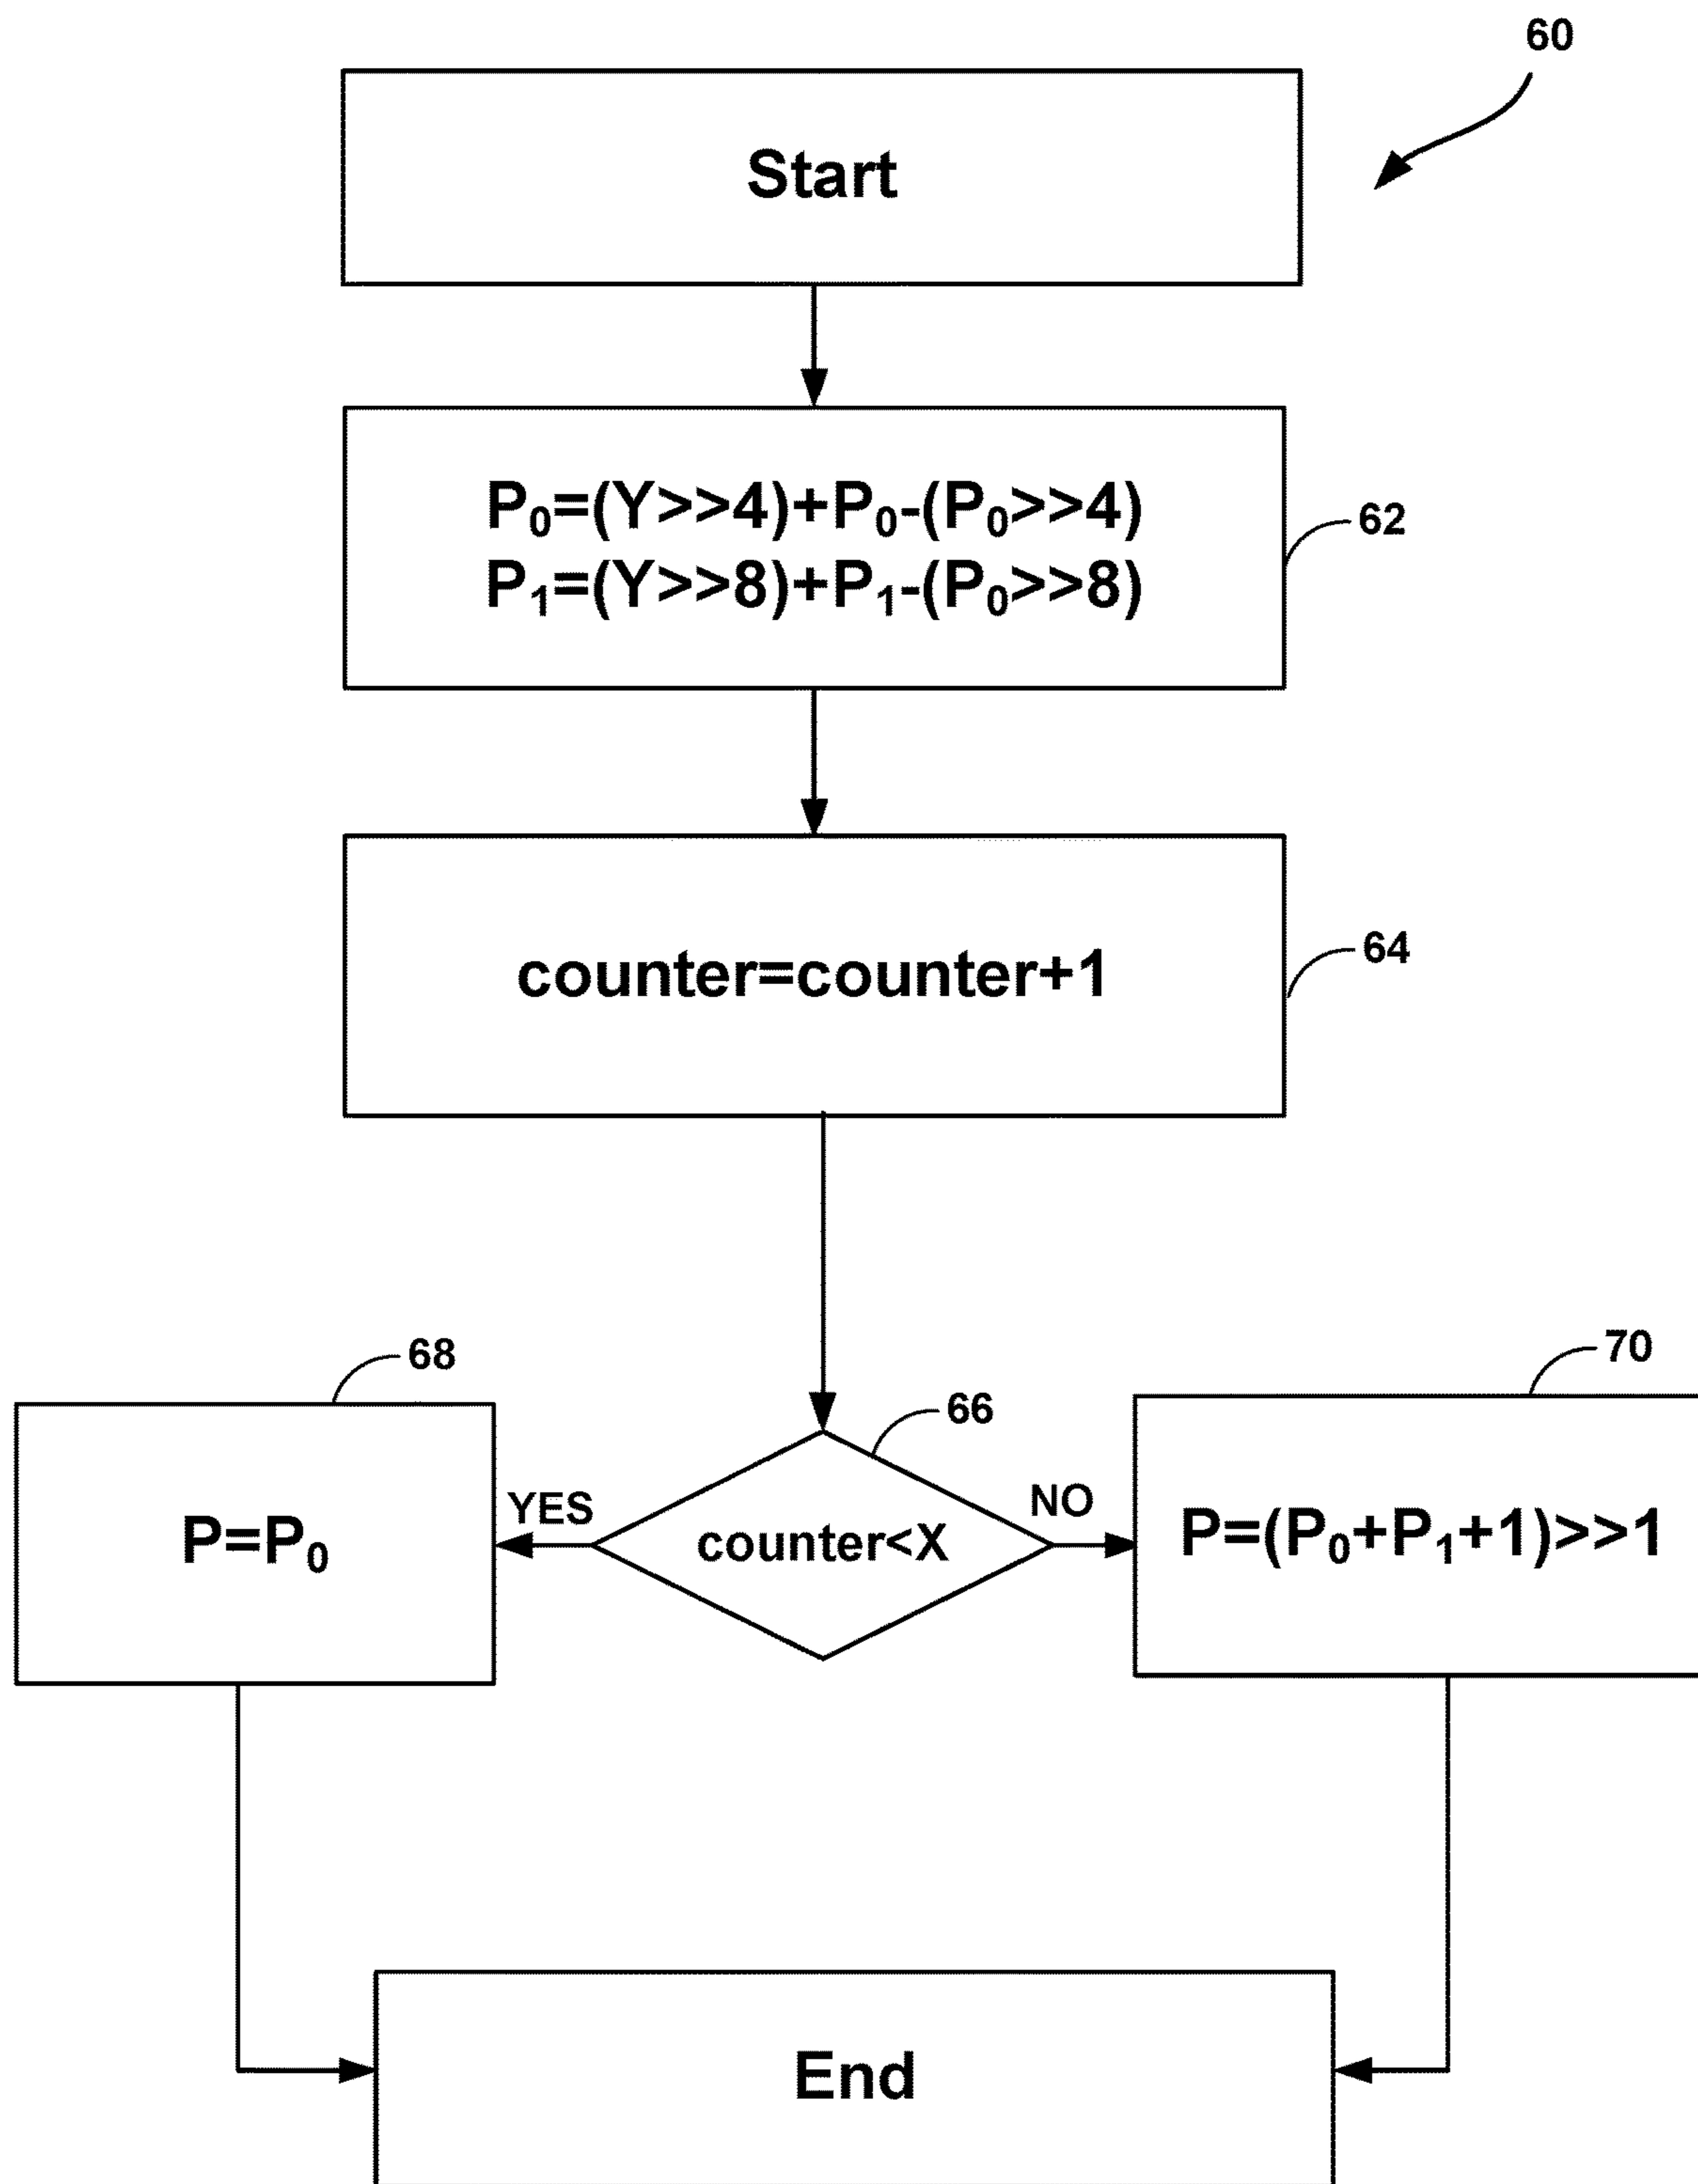 60
Start
P₀=(Y>>4)+P₀-(P₀>>4)
P₁=(Y>>8)+P₁-(P₀>>8)
62
counter=counter+1
64
68
70
66
YES
NO
P=P₀
counter<X
P=(P₀+P₁+1)>>1
End